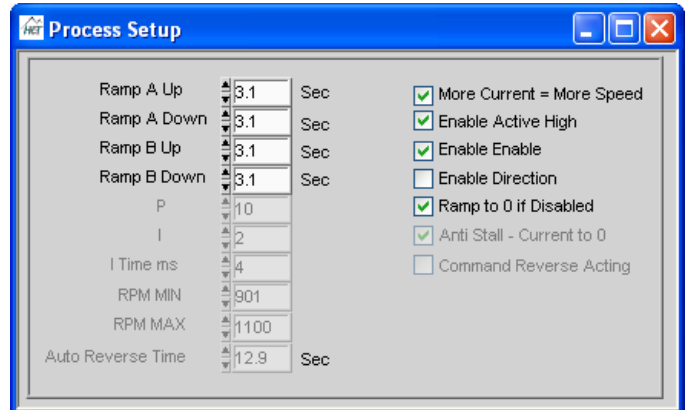 HCT Process Setup
Ramp A Up 3.1 Sec
Ramp A Down 3.1 Sec
Ramp B Up 3.1 Sec
Ramp B Down 3.1 Sec
P 10
I 2
I Time ms 4
RPM MIN 901
RPM MAX 1100
Auto Reverse Time 12.9 Sec
More Current = More Speed
Enable Active High
Enable Enable
Enable Direction
Ramp to 0 if Disabled
Anti Stall - Current to 0
Command Reverse Acting